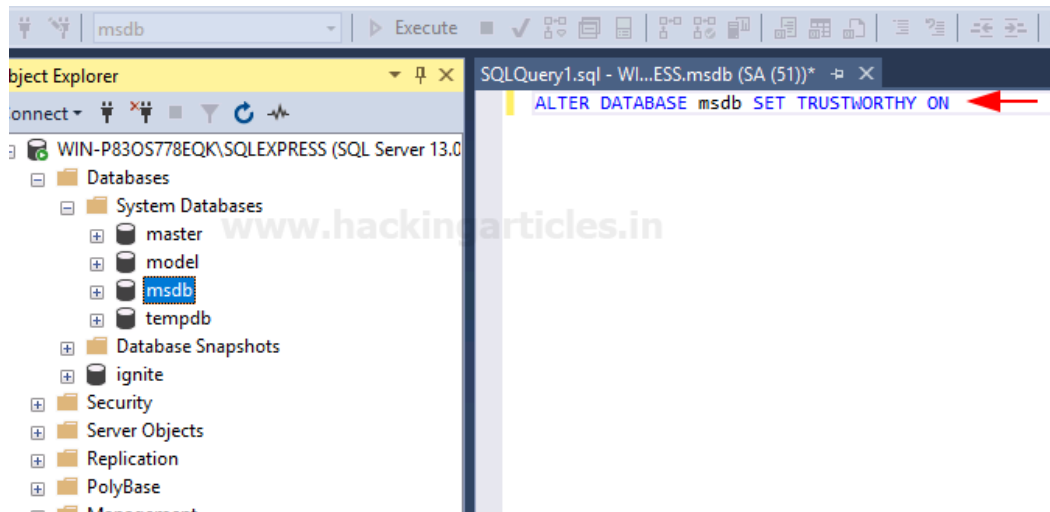 msdb
Execute
bject Explorer
SQLQuery1.sql - WI...ESS.msdb (SA (51))*
ALTER DATABASE msdb SET TRUSTWORTHY ON
onnect
WIN-P83OS778EQK\SQLEXPRESS (SQL Server 13.0
Databases
System Databases
master
www.hackingarticles.in
model
msdb
tempdb
Database Snapshots
ignite
Security
Server Objects
Replication
PolyBase
Management